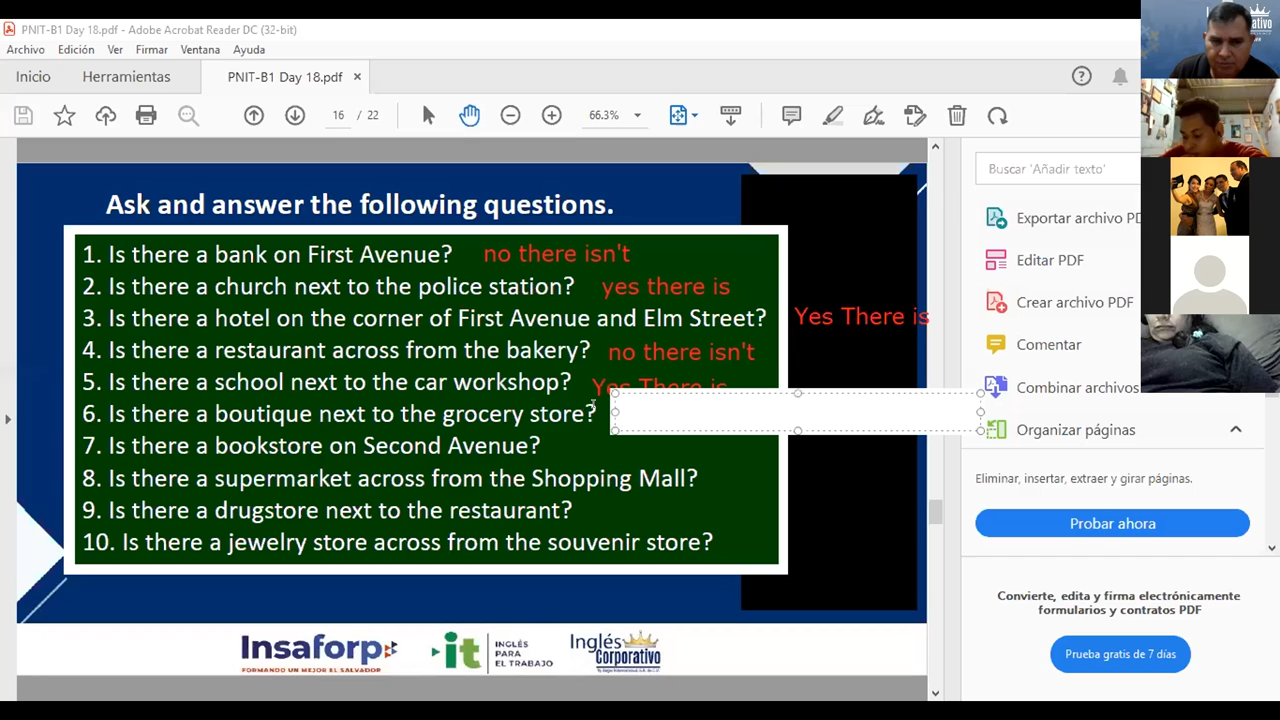 PNIT-B1 Day 18.pdf - Adobe Acrobat Reader DC (32-bit)
Archivo Edición Ver Firmar Ventana Ayuda
Inicio Herramientas PNIT-B1 Day 18.pdf ×
16 / 22 66.3%
Buscar 'Añadir texto'
Ask and answer the following questions.
1. Is there a bank on First Avenue? no there isn't
2. Is there a church next to the police station? yes there is
3. Is there a hotel on the corner of First Avenue and Elm Street? Yes There is
4. Is there a restaurant across from the bakery? no there isn't
5. Is there a school next to the car workshop? Yes There is
6. Is there a boutique next to the grocery store?
7. Is there a bookstore on Second Avenue?
8. Is there a supermarket across from the Shopping Mall?
9. Is there a drugstore next to the restaurant?
10. Is there a jewelry store across from the souvenir store?
Insaforp
FORMANDO UN MEJOR EL SALVADOR
it INGLÉS
PARA
EL TRABAJO
Inglés
Corporativo
Exportar archivo PD
Editar PDF
Crear archivo PDF
Comentar
Combinar archivos
Organizar páginas
Eliminar, insertar, extraer y girar páginas.
Probar ahora
Convierte, edita y firma electrónicamente
formularios y contratos PDF
Prueba gratis de 7 días